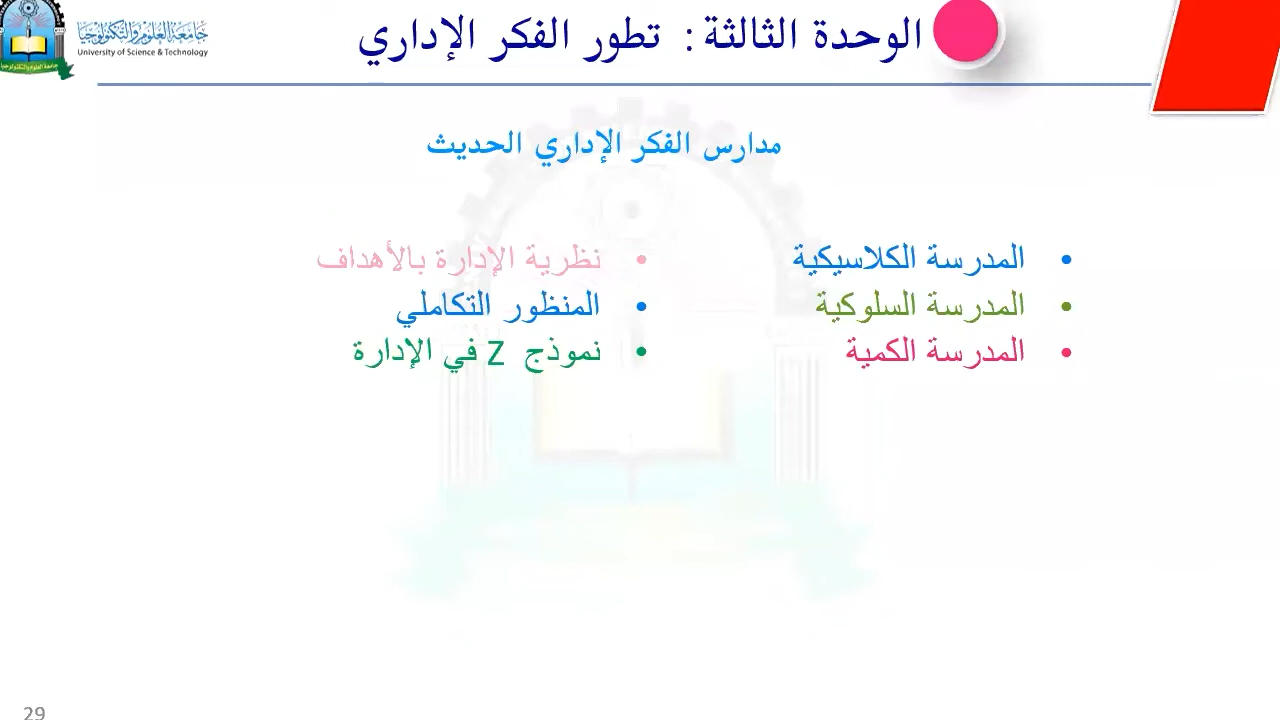 جامعة العلوم والتكنولوجيا
University of Science & Technology
الوحدة الثالثة : تطور الفكر الإداري
مدارس الفكر الإداري الحديث
• المدرسة الكلاسيكية
• المدرسة السلوكية
• المدرسة الكمية
• نظرية الإدارة بالأهداف
• المنظور التكاملي
• نموذج Z في الإدارة
29